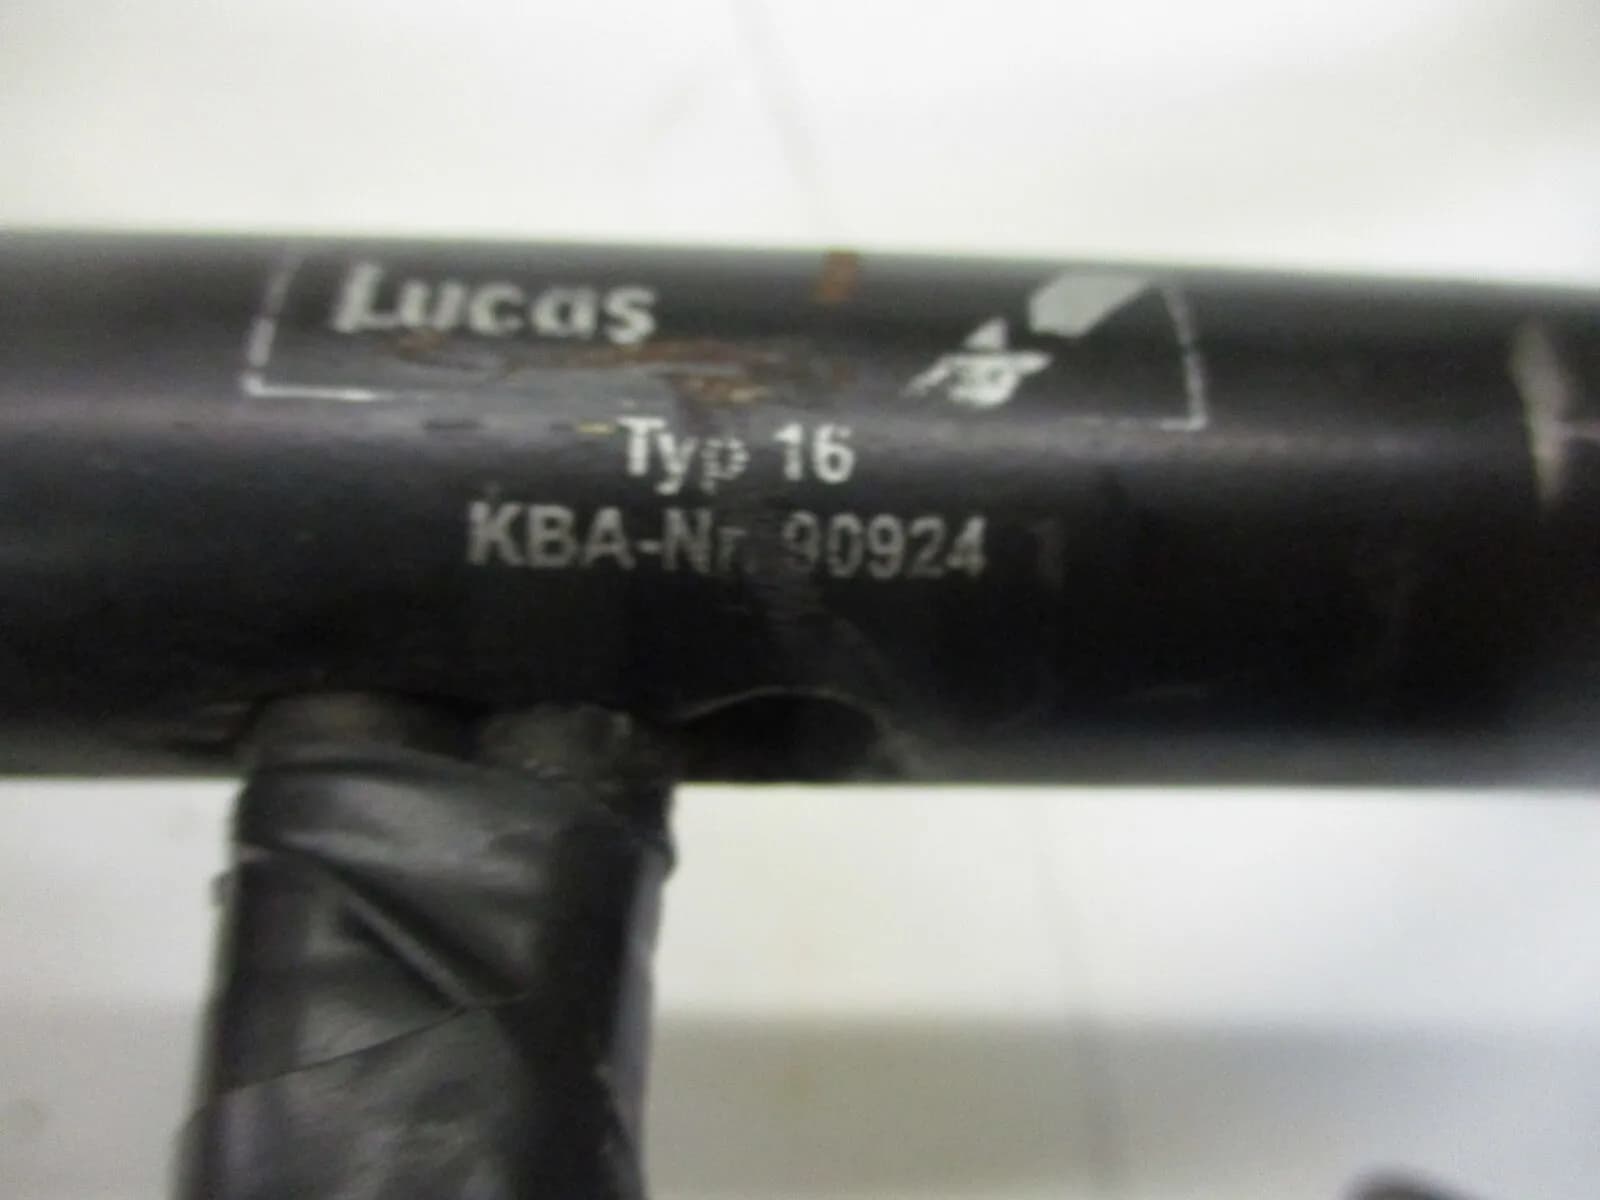 Lucas
Typ 16
KBA-Nr. 90924